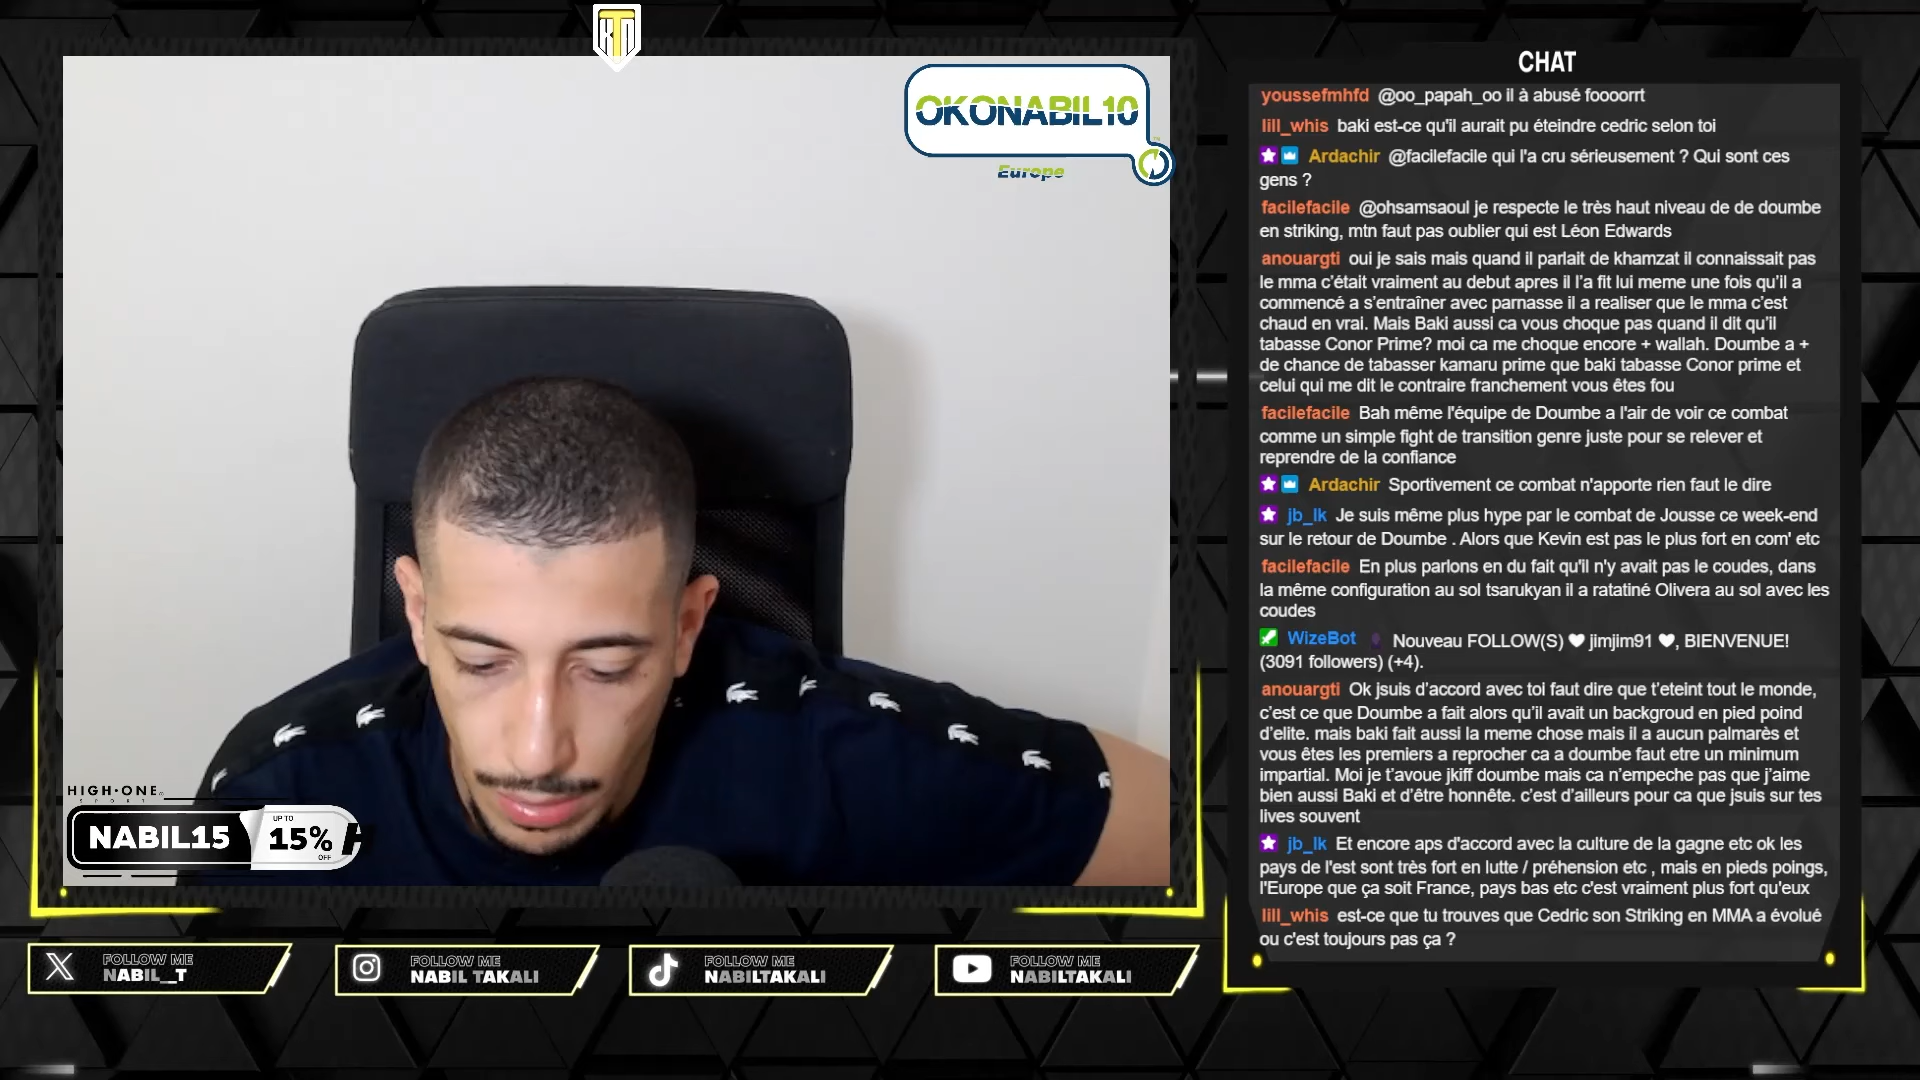 KTN
OKONABIL10
Europe
HIGH·ONE
SPORT
NABIL15
UP TO
15%
OFF
FOLLOW ME
NABIL__T
FOLLOW ME
NABIL TAKALI
FOLLOW ME
NABILTAKALI
FOLLOW ME
NABILTAKALI
CHAT
youssefmhfd @oo_papah_oo il à abusé foooorrt
lill_whis baki est-ce qu'il aurait pu éteindre cedric selon toi
Ardachir @facilefacile qui l'a cru sérieusement ? Qui sont ces
gens ?
facilefacile @ohsamsaoul je respecte le très haut niveau de de doumbe
en striking, mtn faut pas oublier qui est Léon Edwards
anouargti oui je sais mais quand il parlait de khamzat il connaissait pas
le mma c’était vraiment au debut apres il l’a fit lui meme une fois qu’il a
commencé a s’entraîner avec parnasse il a realiser que le mma c’est
chaud en vrai. Mais Baki aussi ca vous choque pas quand il dit qu’il
tabasse Conor Prime? moi ca me choque encore + wallah. Doumbe a +
de chance de tabasser kamaru prime que baki tabasse Conor prime et
celui qui me dit le contraire franchement vous êtes fou
facilefacile Bah même l'équipe de Doumbe a l'air de voir ce combat
comme un simple fight de transition genre juste pour se relever et
reprendre de la confiance
Ardachir Sportivement ce combat n'apporte rien faut le dire
jb_lk Je suis même plus hype par le combat de Jousse ce week-end
sur le retour de Doumbe . Alors que Kevin est pas le plus fort en com' etc
facilefacile En plus parlons en du fait qu'il n'y avait pas le coudes, dans
la même configuration au sol tsarukyan il a ratatiné Olivera au sol avec les
coudes
WizeBot Nouveau FOLLOW(S) ♥ jimjim91 ♥, BIENVENUE!
(3091 followers) (+4).
anouargti Ok jsuis d’accord avec toi faut dire que t’eteint tout le monde,
c’est ce que Doumbe a fait alors qu’il avait un backgroud en pied poind
d’elite. mais baki fait aussi la meme chose mais il a aucun palmarès et
vous êtes les premiers a reprocher ca a doumbe faut etre un minimum
impartial. Moi je t’avoue jkiff doumbe mais ca n’empeche pas que j’aime
bien aussi Baki et d’être honnête. c’est d’ailleurs pour ca que jsuis sur tes
lives souvent
jb_lk Et encore aps d'accord avec la culture de la gagne etc ok les
pays de l'est sont très fort en lutte / préhension etc , mais en pieds poings,
l'Europe que ça soit France, pays bas etc c'est vraiment plus fort qu'eux
lill_whis est-ce que tu trouves que Cedric son Striking en MMA a évolué
ou c'est toujours pas ça ?